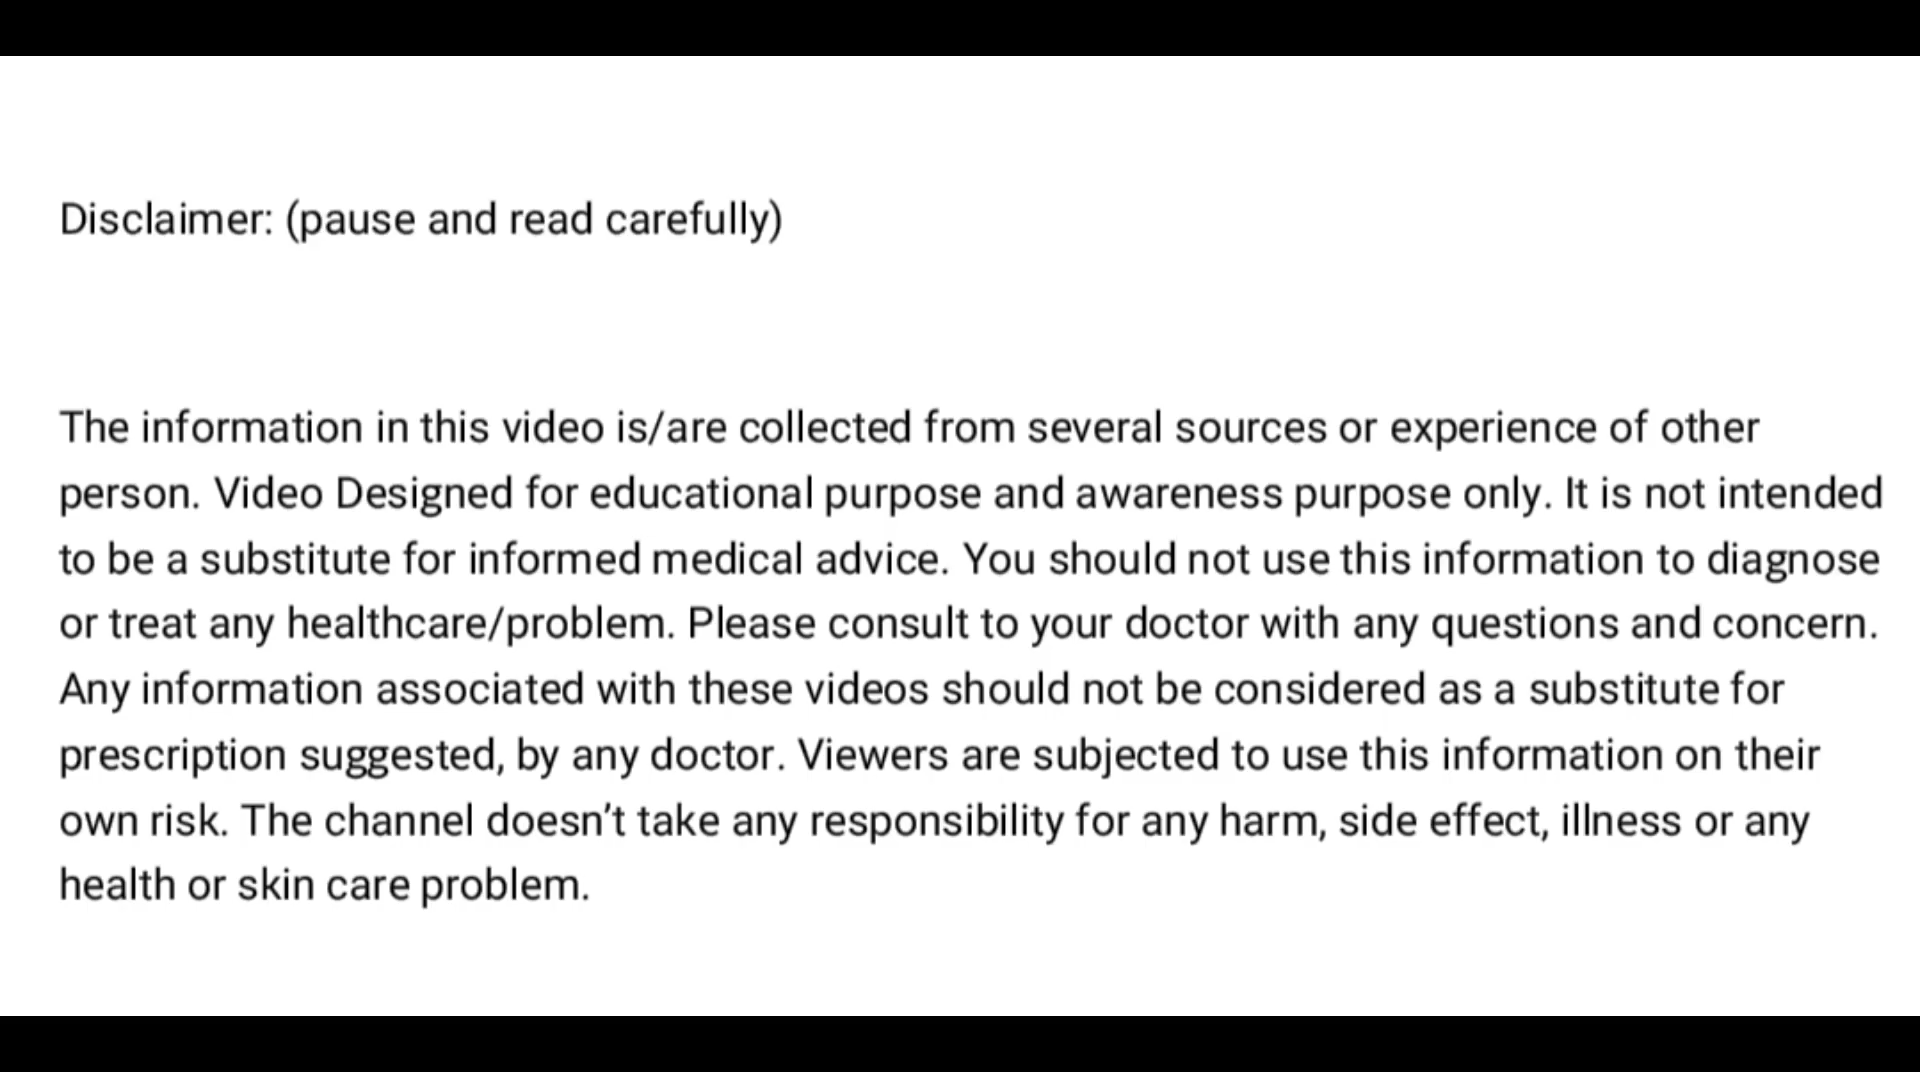 Disclaimer: (pause and read carefully)
The information in this video is/are collected from several sources or experience of other
person. Video Designed for educational purpose and awareness purpose only. It is not intended
to be a substitute for informed medical advice. You should not use this information to diagnose
or treat any healthcare/problem. Please consult to your doctor with any questions and concern.
Any information associated with these videos should not be considered as a substitute for
prescription suggested, by any doctor. Viewers are subjected to use this information on their
own risk. The channel doesn’t take any responsibility for any harm, side effect, illness or any
health or skin care problem.